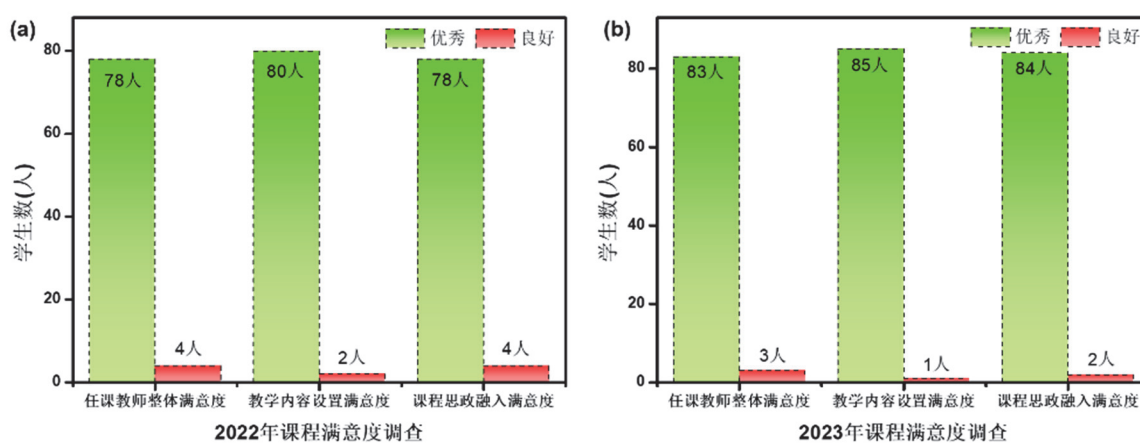 (a)
优秀
良好
80
60
40
20
0
学生数(人)
78人
4人
80人
2人
78人
4人
任课教师整体满意度
教学内容设置满意度
课程思政融入满意度
2022年课程满意度调查
(b)
优秀
良好
80
60
40
20
0
学生数(人)
83人
3人
85人
1人
84人
2人
任课教师整体满意度
教学内容设置满意度
课程思政融入满意度
2023年课程满意度调查